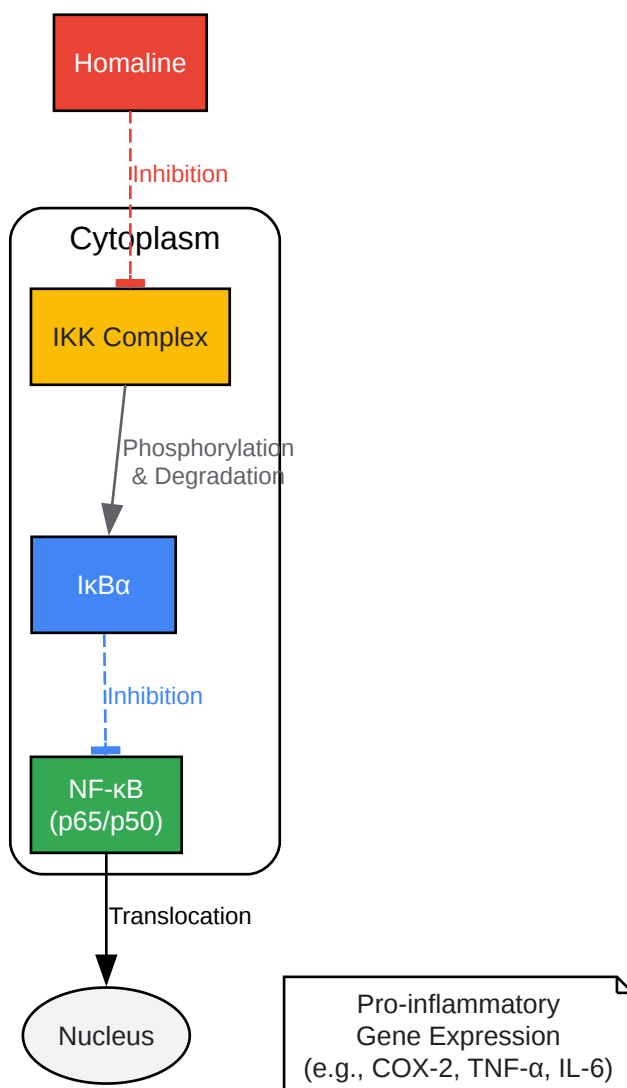 Homaline
Inhibition
Cytoplasm
IKK Complex
Phosphorylation
& Degradation
IκBα
Inhibition
NF-κB
(p65/p50)
Translocation
Nucleus
Pro-inflammatory
Gene Expression
(e.g., COX-2, TNF-α, IL-6)